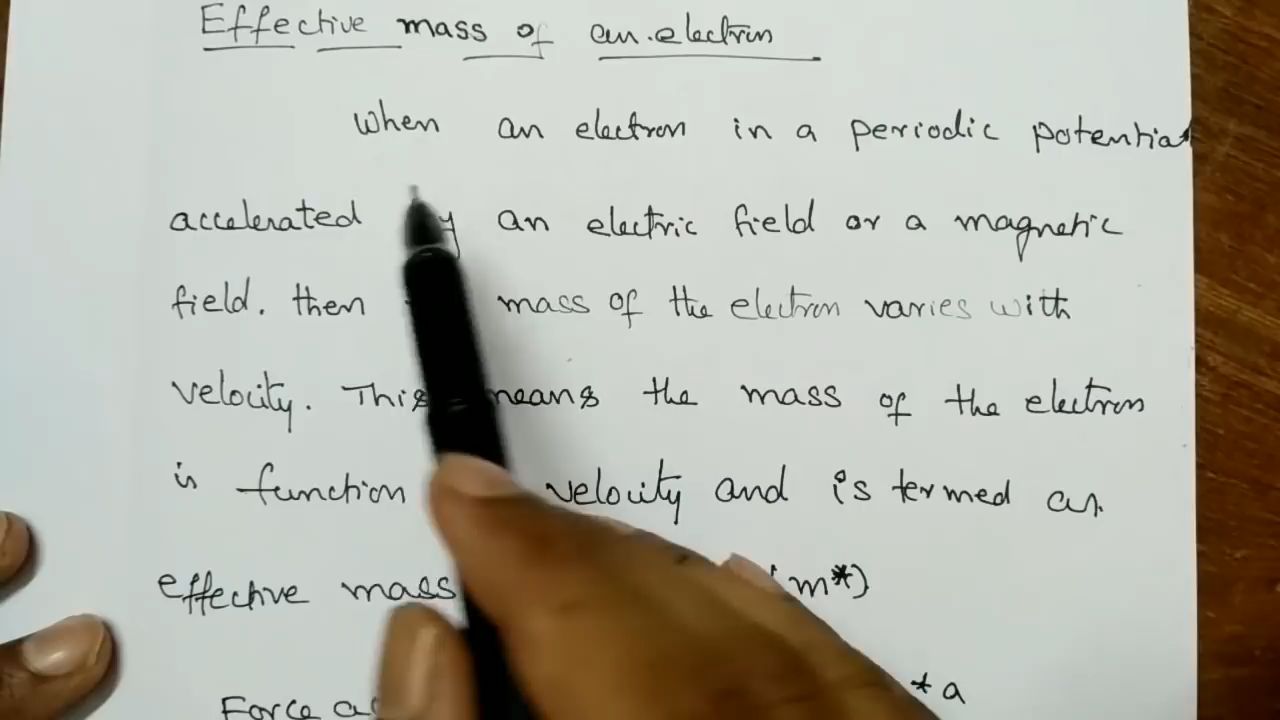 Effective mass of an electron
When an electron in a periodic potential
accelerated an electric field or a magnetic
field. then mass of the electron varies with
velocity. This means the mass of the electron
is function velocity and is termed as
effective mass (m*)
Force * a